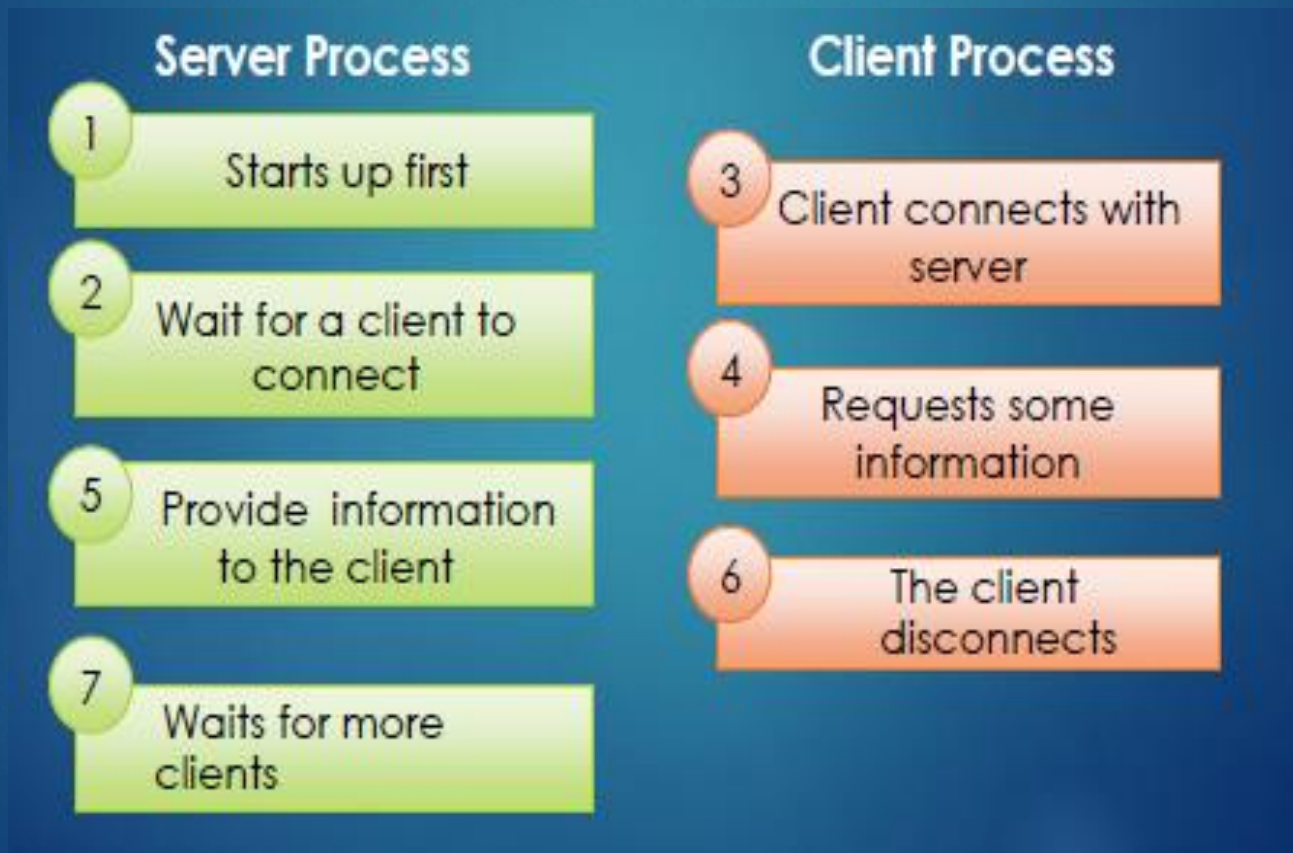 Server Process
1
Starts up first
2
Wait for a client to
connect
5
Provide information
to the client
7
Waits for more
clients
Client Process
3
Client connects with
server
4
Requests some
information
6
The client
disconnects